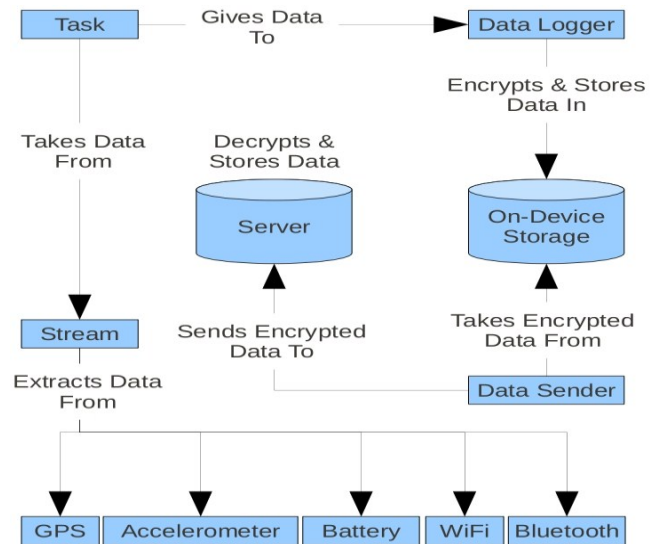 Task
Gives Data
To
Data Logger
Encrypts & Stores
Data In
Takes Data
From
Decrypts &
Stores Data
Server
On-Device
Storage
Stream
Sends Encrypted
Data To
Takes Encrypted
Data From
Extracts Data
From
Data Sender
GPS
Accelerometer
Battery
WiFi
Bluetooth